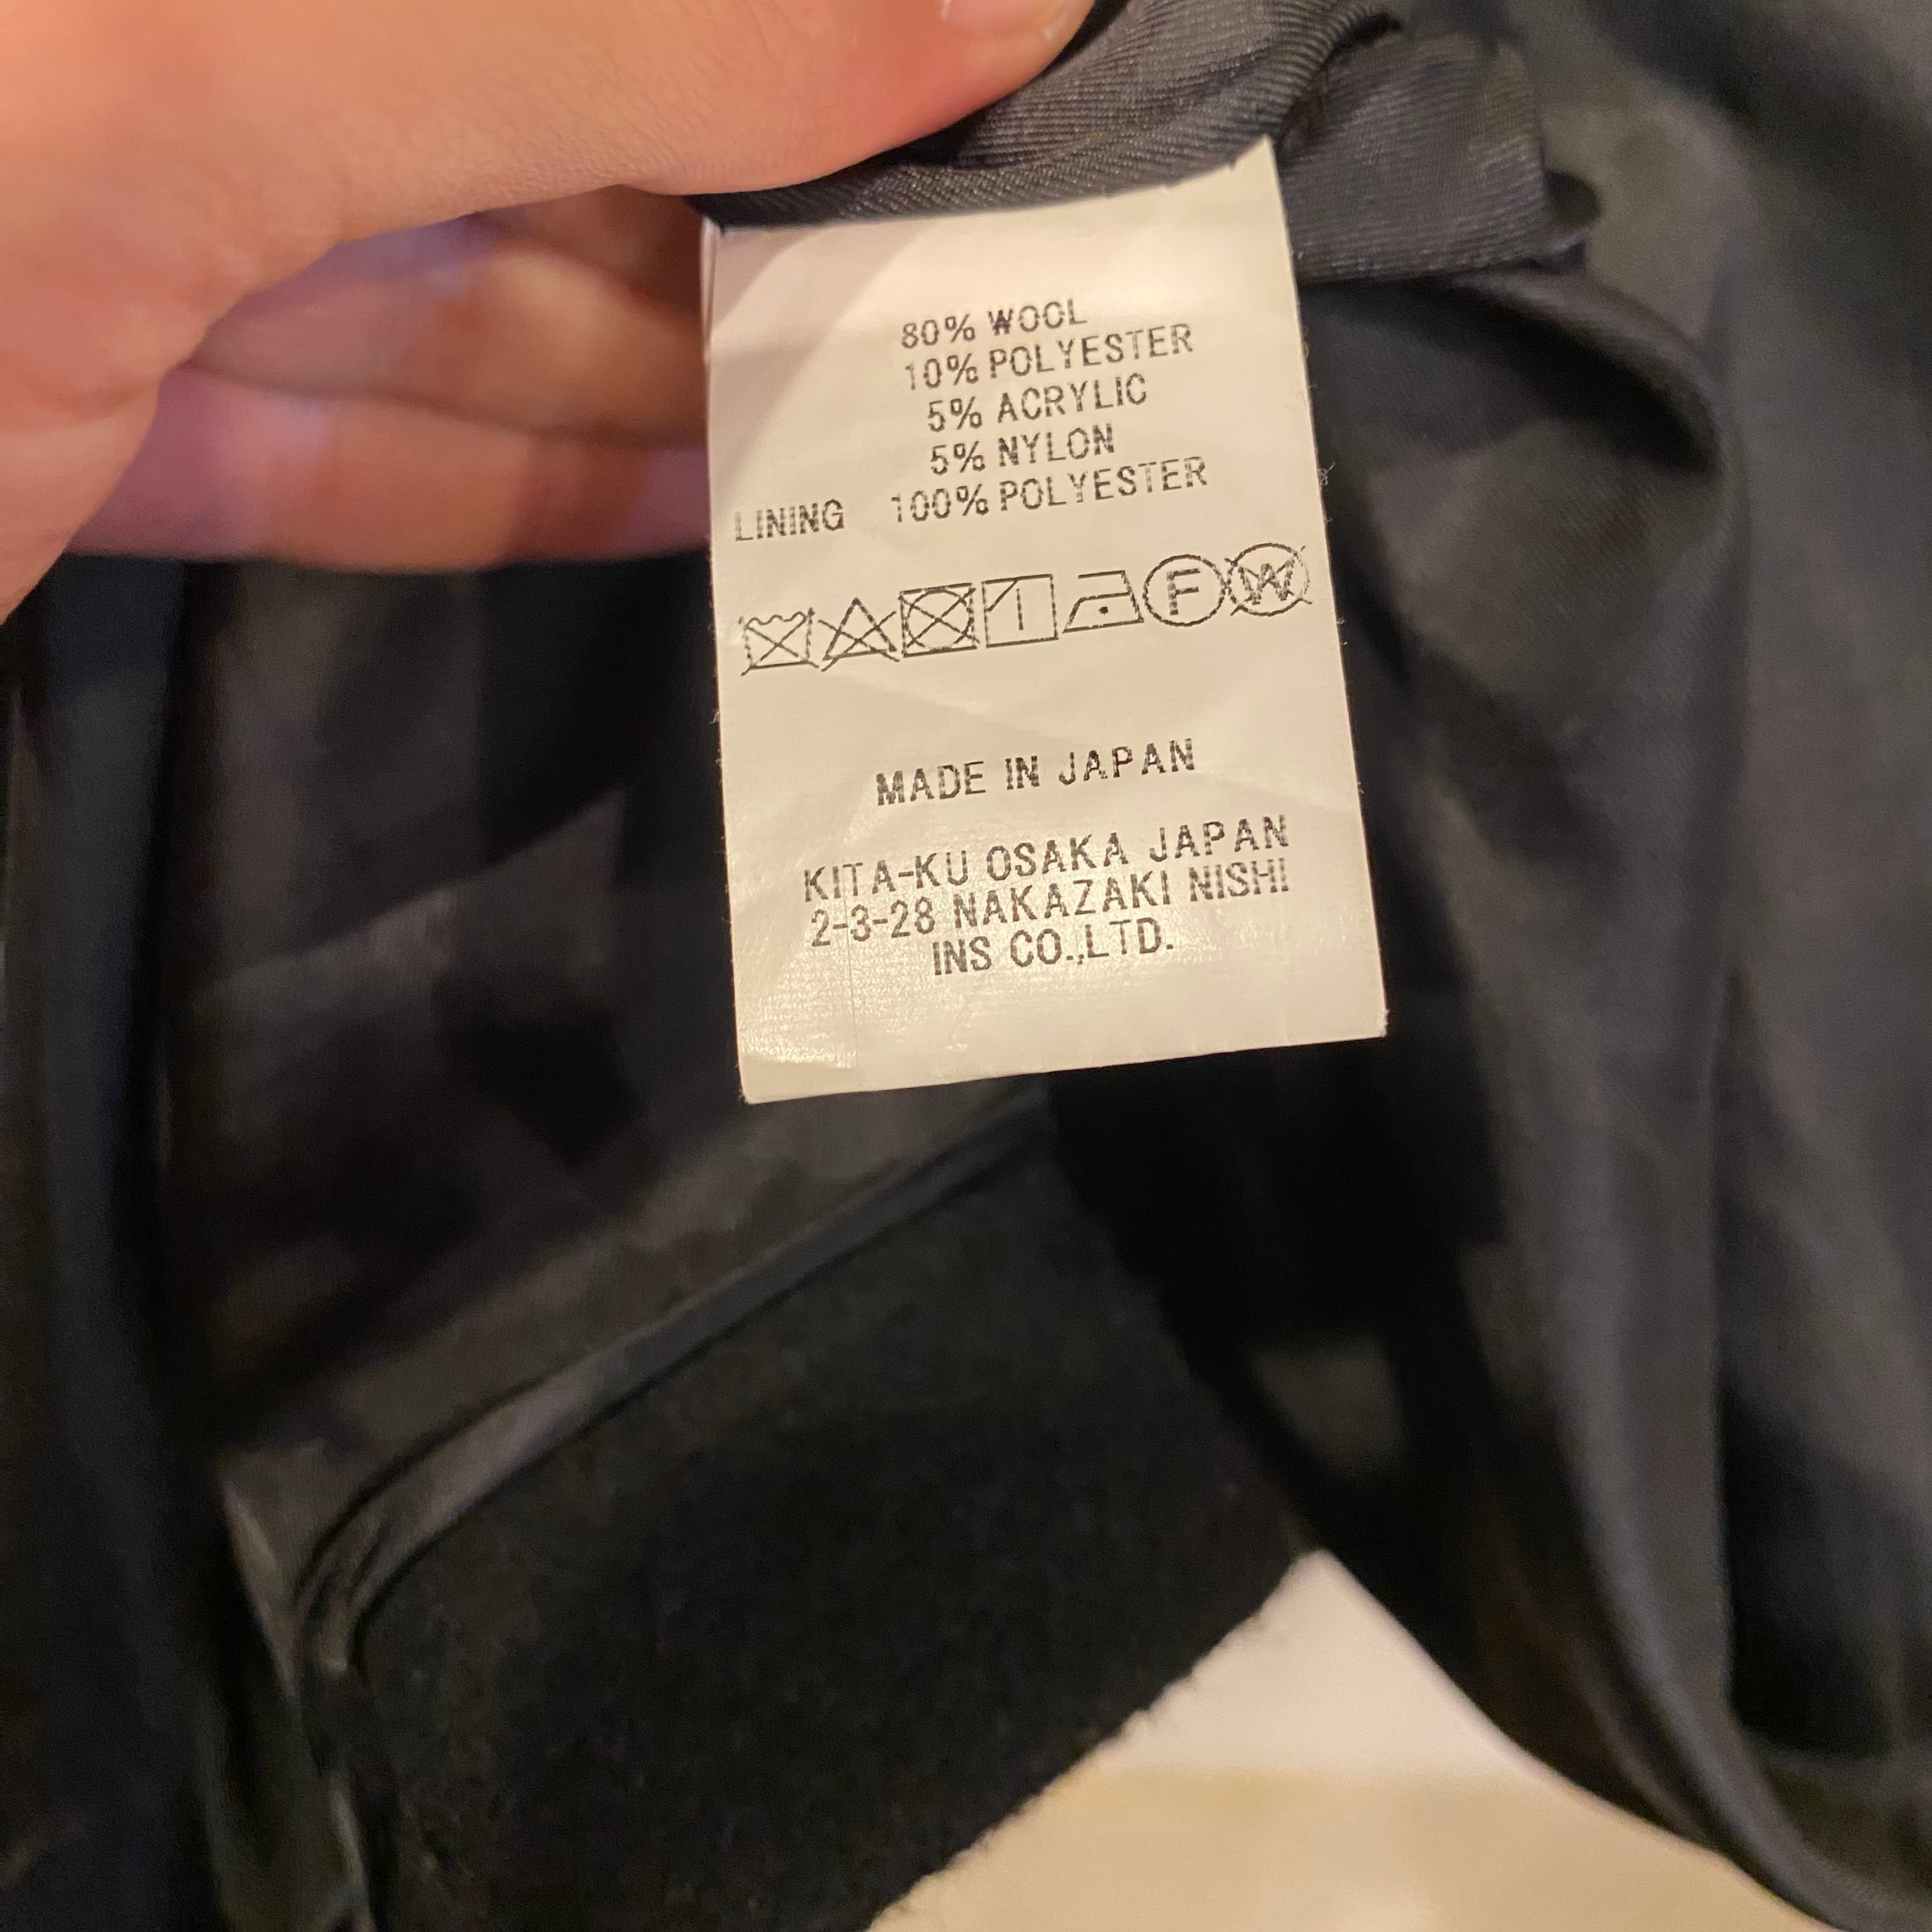 80% WOOL
10% POLYESTER
5% ACRYLIC
5% NYLON
LINING 100% POLYESTER
F W
MADE IN JAPAN
KITA-KU OSAKA JAPAN
2-3-28 NAKAZAKI NISHI
INS CO.,LTD.